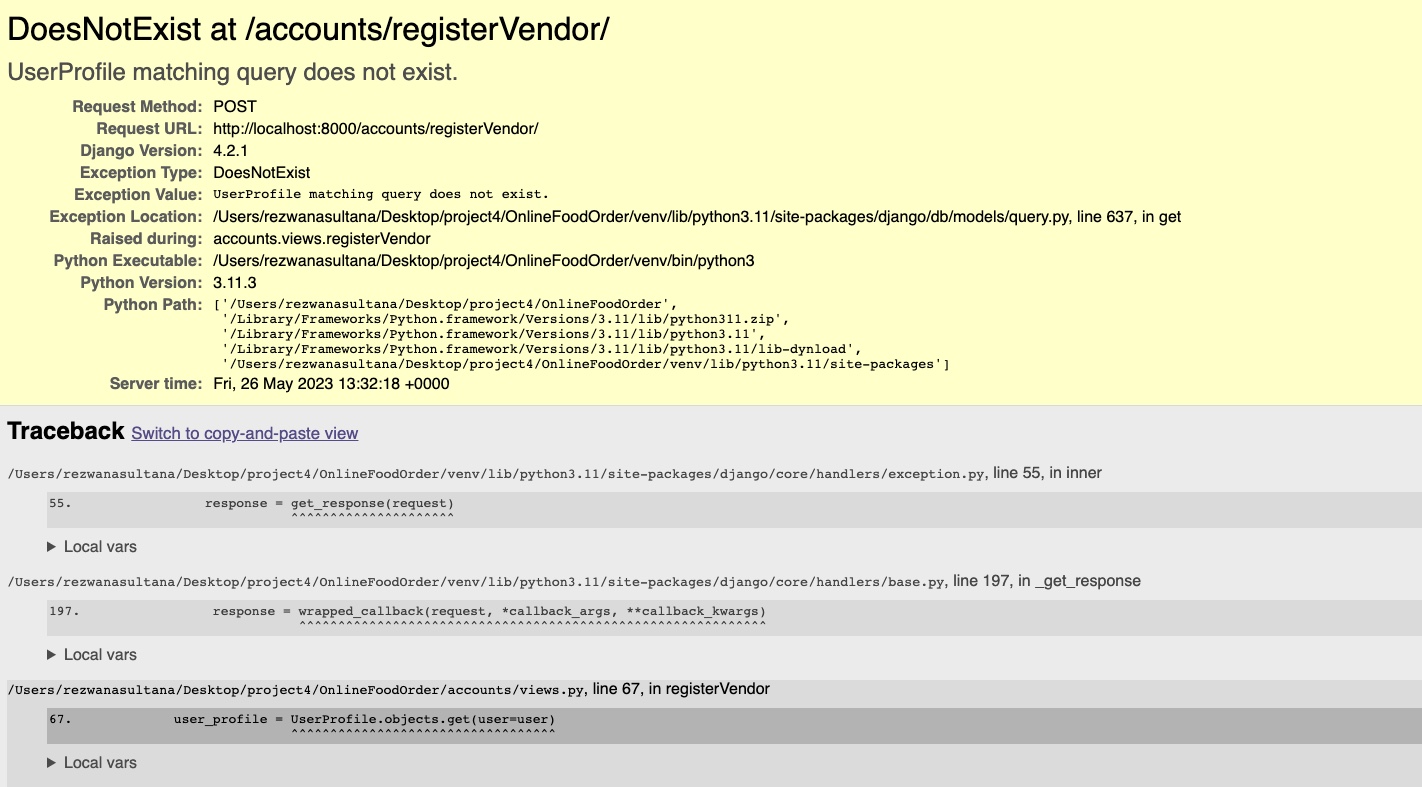 DoesNotExist at /accounts/registerVendor/
UserProfile matching query does not exist.
Request Method: POST
Request URL: http://localhost:8000/accounts/registerVendor/
Django Version: 4.2.1
Exception Type: DoesNotExist
Exception Value: UserProfile matching query does not exist.
Exception Location: /Users/rezwanasultana/Desktop/project4/OnlineFoodOrder/venv/lib/python3.11/site-packages/django/db/models/query.py, line 637, in get
Raised during: accounts.views.registerVendor
Python Executable: /Users/rezwanasultana/Desktop/project4/OnlineFoodOrder/venv/bin/python3
Python Version: 3.11.3
Python Path: ['/Users/rezwanasultana/Desktop/project4/OnlineFoodOrder',
'/Library/Frameworks/Python.framework/Versions/3.11/lib/python311.zip',
'/Library/Frameworks/Python.framework/Versions/3.11/lib/python3.11',
'/Library/Frameworks/Python.framework/Versions/3.11/lib/python3.11/lib-dynload',
'/Users/rezwanasultana/Desktop/project4/OnlineFoodOrder/venv/lib/python3.11/site-packages']
Server time: Fri, 26 May 2023 13:32:18 +0000
Traceback Switch to copy-and-paste view
/Users/rezwanasultana/Desktop/project4/OnlineFoodOrder/venv/lib/python3.11/site-packages/django/core/handlers/exception.py, line 55, in inner
55. response = get_response(request)
^^^^^^^^^^^^^^^^^^^^^
▶ Local vars
/Users/rezwanasultana/Desktop/project4/OnlineFoodOrder/venv/lib/python3.11/site-packages/django/core/handlers/base.py, line 197, in _get_response
197. response = wrapped_callback(request, *callback_args, **callback_kwargs)
^^^^^^^^^^^^^^^^^^^^^^^^^^^^^^^^^^^^^^^^^^^^^^^^^^^^^^^^^^^^
▶ Local vars
/Users/rezwanasultana/Desktop/project4/OnlineFoodOrder/accounts/views.py, line 67, in registerVendor
67. user_profile = UserProfile.objects.get(user=user)
^^^^^^^^^^^^^^^^^^^^^^^^^^^^^^^^^^
▶ Local vars